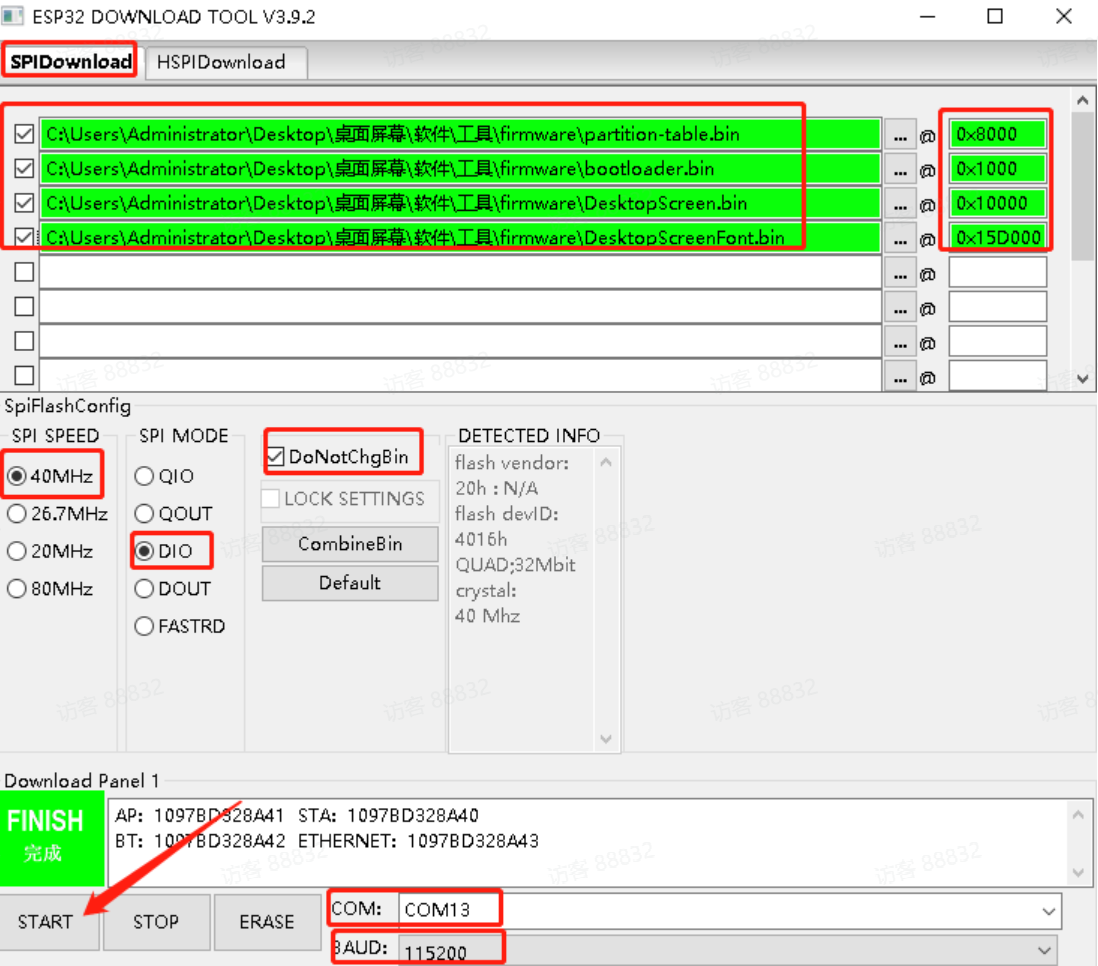 ESP32 DOWNLOAD TOOL V3.9.2
SPIDownload HSPIDownload
C:\Users\Administrator\Desktop\桌面屏幕\软件\工具\firmware\partition-table.bin ... @ 0x8000
C:\Users\Administrator\Desktop\桌面屏幕\软件\工具\firmware\bootloader.bin ... @ 0x1000
C:\Users\Administrator\Desktop\桌面屏幕\软件\工具\firmware\DesktopScreen.bin ... @ 0x10000
C:\Users\Administrator\Desktop\桌面屏幕\软件\工具\firmware\DesktopScreenFont.bin ... @ 0x15D000
... @
... @
... @
... @
访客 88832
SpiFlashConfig
SPI SPEED SPI MODE DETECTED INFO
40MHz QIO DoNotChgBin flash vendor:
20h : N/A
26.7MHz QOUT LOCK SETTINGS flash devID:
4016h
20MHz DIO CombineBin QUAD;32Mbit
80MHz DOUT Default crystal:
40 Mhz
FASTRD
访客 88832
Download Panel 1
FINISH
完成
AP: 1097BD328A41 STA: 1097BD328A40
BT: 1097BD328A42 ETHERNET: 1097BD328A43
START STOP ERASE
COM: COM13
BAUD: 115200